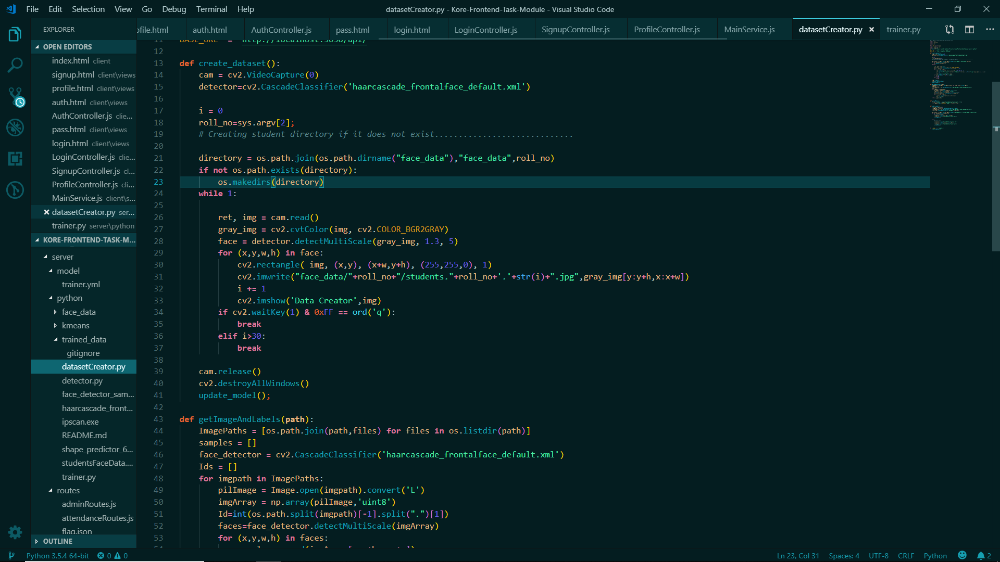 File Edit Selection View Go Debug Terminal Help
datasetCreator.py - Kore-Frontend-Task-Module - Visual Studio Code
EXPLORER
ofile.html auth.html AuthController.js pass.html login.html LoginController.js SignupController.js ProfileController.js MainService.js datasetCreator.py trainer.py
OPEN EDITORS
index.html client
signup.html client\views
profile.html client\views
auth.html client\views
AuthController.js clie...
pass.html client\views
login.html client\views
LoginController.js clie...
SignupController.js cl...
ProfileController.js cli...
MainService.js client\s...
datasetCreator.py ser...
trainer.py server\python
KORE-FRONTEND-TASK-M...
server
model
trainer.yml
python
face_data
kmeans
trained_data
gitignore
datasetCreator.py
detector.py
face_detector_sam...
haarcascade_front...
ipscan.exe
README.md
shape_predictor_6...
studentsFaceData....
trainer.py
routes
adminRoutes.js
attendanceRoutes.js
flag.json
OUTLINE
11 BASE_URL = http://localhost:3030/api/
12
13 def create_dataset():
14 cam = cv2.VideoCapture(0)
15 detector=cv2.CascadeClassifier('haarcascade_frontalface_default.xml')
16
17 i = 0
18 roll_no=sys.argv[2];
19 # Creating student directory if it does not exist.............................
20
21 directory = os.path.join(os.path.dirname("face_data"),"face_data",roll_no)
22 if not os.path.exists(directory):
23 os.makedirs(directory)
24 while 1:
25
26 ret, img = cam.read()
27 gray_img = cv2.cvtColor(img, cv2.COLOR_BGR2GRAY)
28 face = detector.detectMultiScale(gray_img, 1.3, 5)
29 for (x,y,w,h) in face:
30 cv2.rectangle( img, (x,y), (x+w,y+h), (255,255,0), 1)
31 cv2.imwrite("face_data/"+roll_no+"/students."+roll_no+'.'+str(i)+".jpg",gray_img[y:y+h,x:x+w])
32 i += 1
33 cv2.imshow('Data Creator',img)
34 if cv2.waitKey(1) & 0xFF == ord('q'):
35 break
36 elif i>30:
37 break
38
39 cam.release()
40 cv2.destroyAllWindows()
41 update_model();
42
43 def getImageAndLabels(path):
44 ImagePaths = [os.path.join(path,files) for files in os.listdir(path)]
45 samples = []
46 face_detector = cv2.CascadeClassifier('haarcascade_frontalface_default.xml')
47 Ids = []
48 for imgpath in ImagePaths:
49 pilImage = Image.open(imgpath).convert('L')
50 imgArray = np.array(pilImage,'uint8')
51 Id=int(os.path.split(imgpath)[-1].split(".")[1])
52 faces=face_detector.detectMultiScale(imgArray)
53 for (x,y,w,h) in faces:
Python 3.5.4 64-bit 0 0 Ln 23, Col 31 Spaces: 4 UTF-8 CRLF Python 2